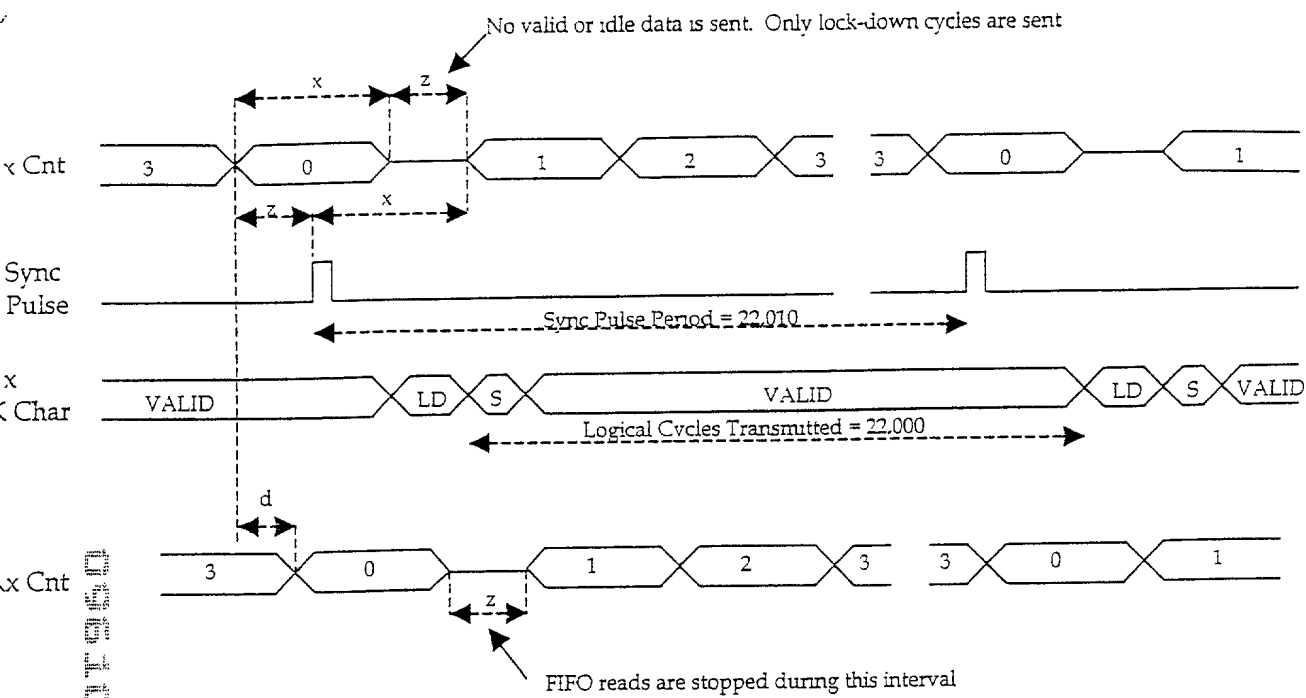 No valid or idle data is sent. Only lock-down cycles are sent
x z
x Cnt 3 0 1 2 3 3 0 1
z x
Sync
Pulse
Sync Pulse Period = 22,010
x
K Char VALID LD S VALID LD S VALID
Logical Cycles Transmitted = 22,000
d
x Cnt 3 0 1 2 3 3 0 1
z
FIFO reads are stopped during this interval